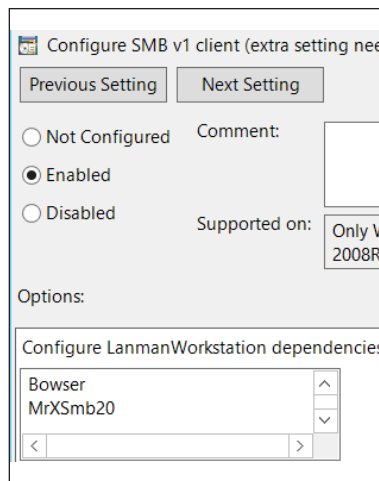 Configure SMB v1 client (extra setting nee
Previous Setting
Next Setting
Not Configured
Comment:
Enabled
Disabled
Supported on:
Only W
2008R
Options:
Configure LanmanWorkstation dependencies
Bowser
MrXSmb20